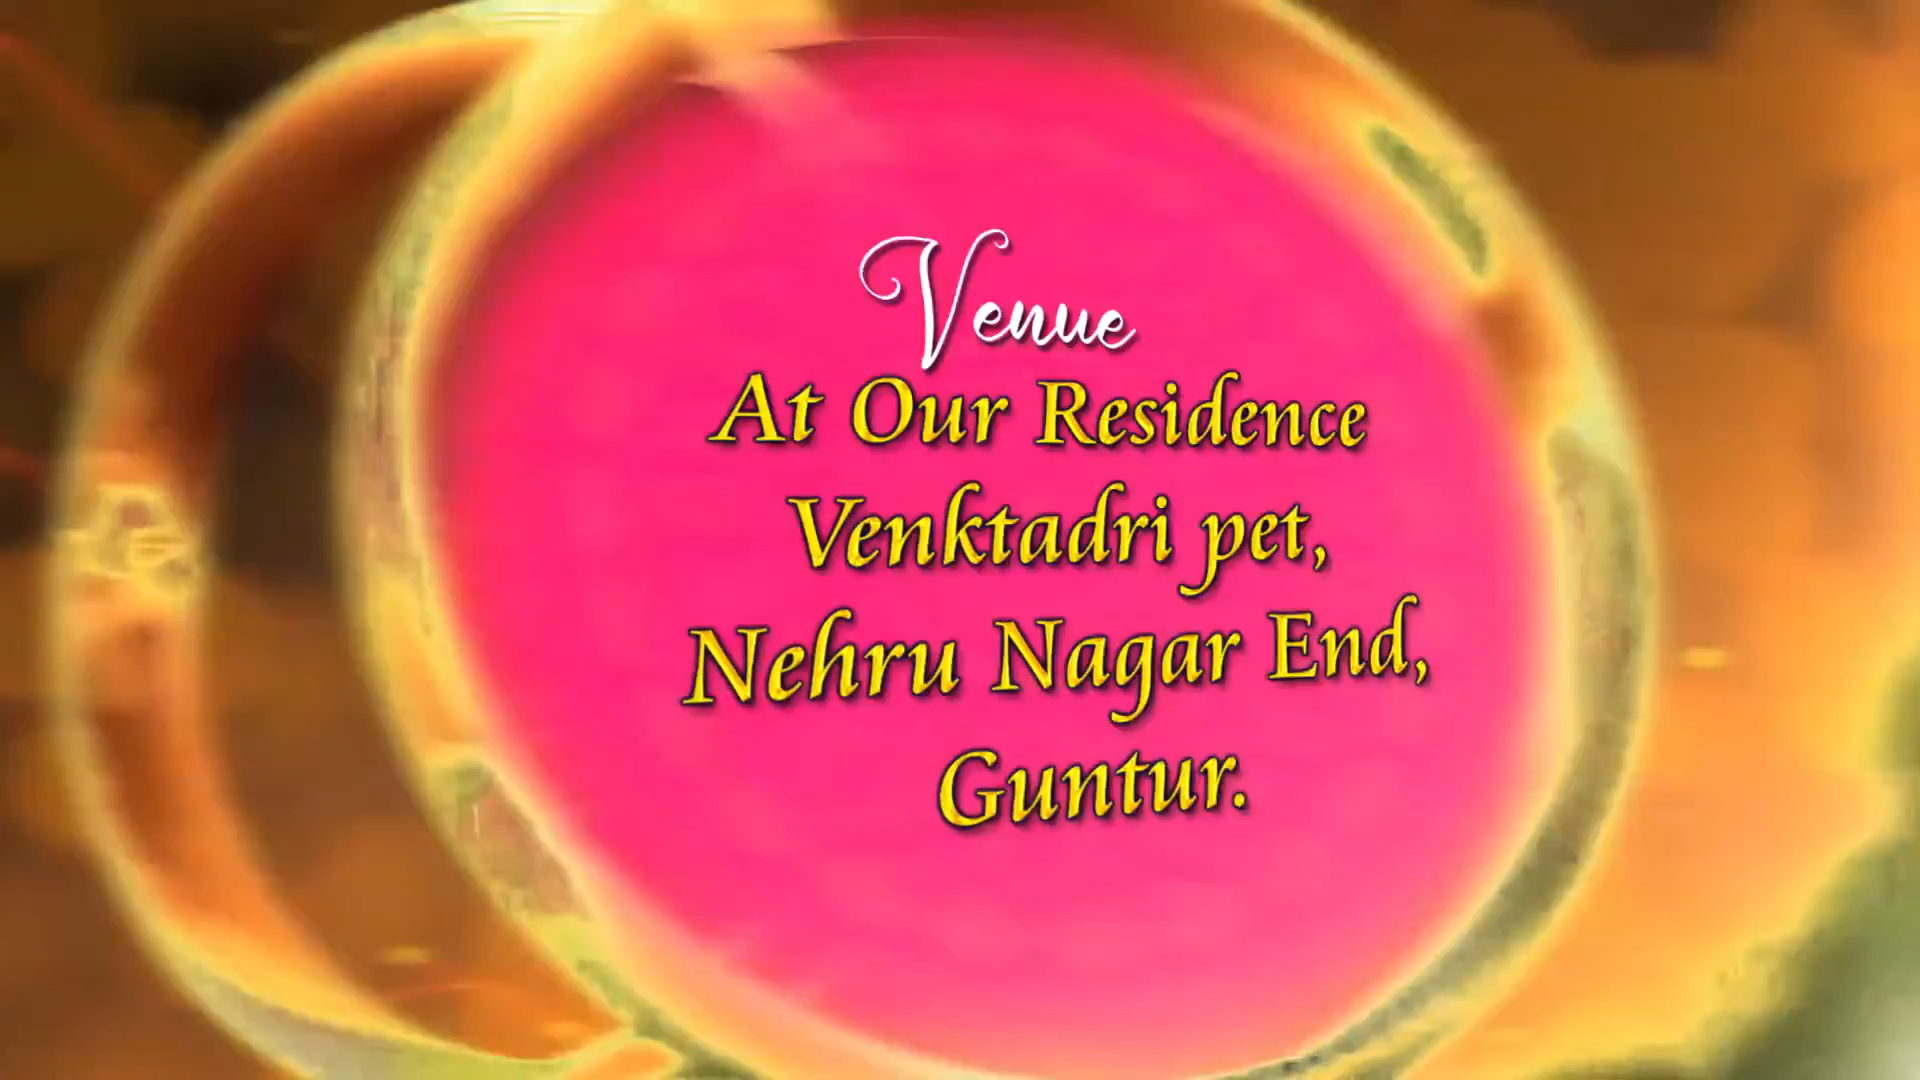 Venue
At Our Residence
Venktadri pet,
Nehru Nagar End,
Guntur.